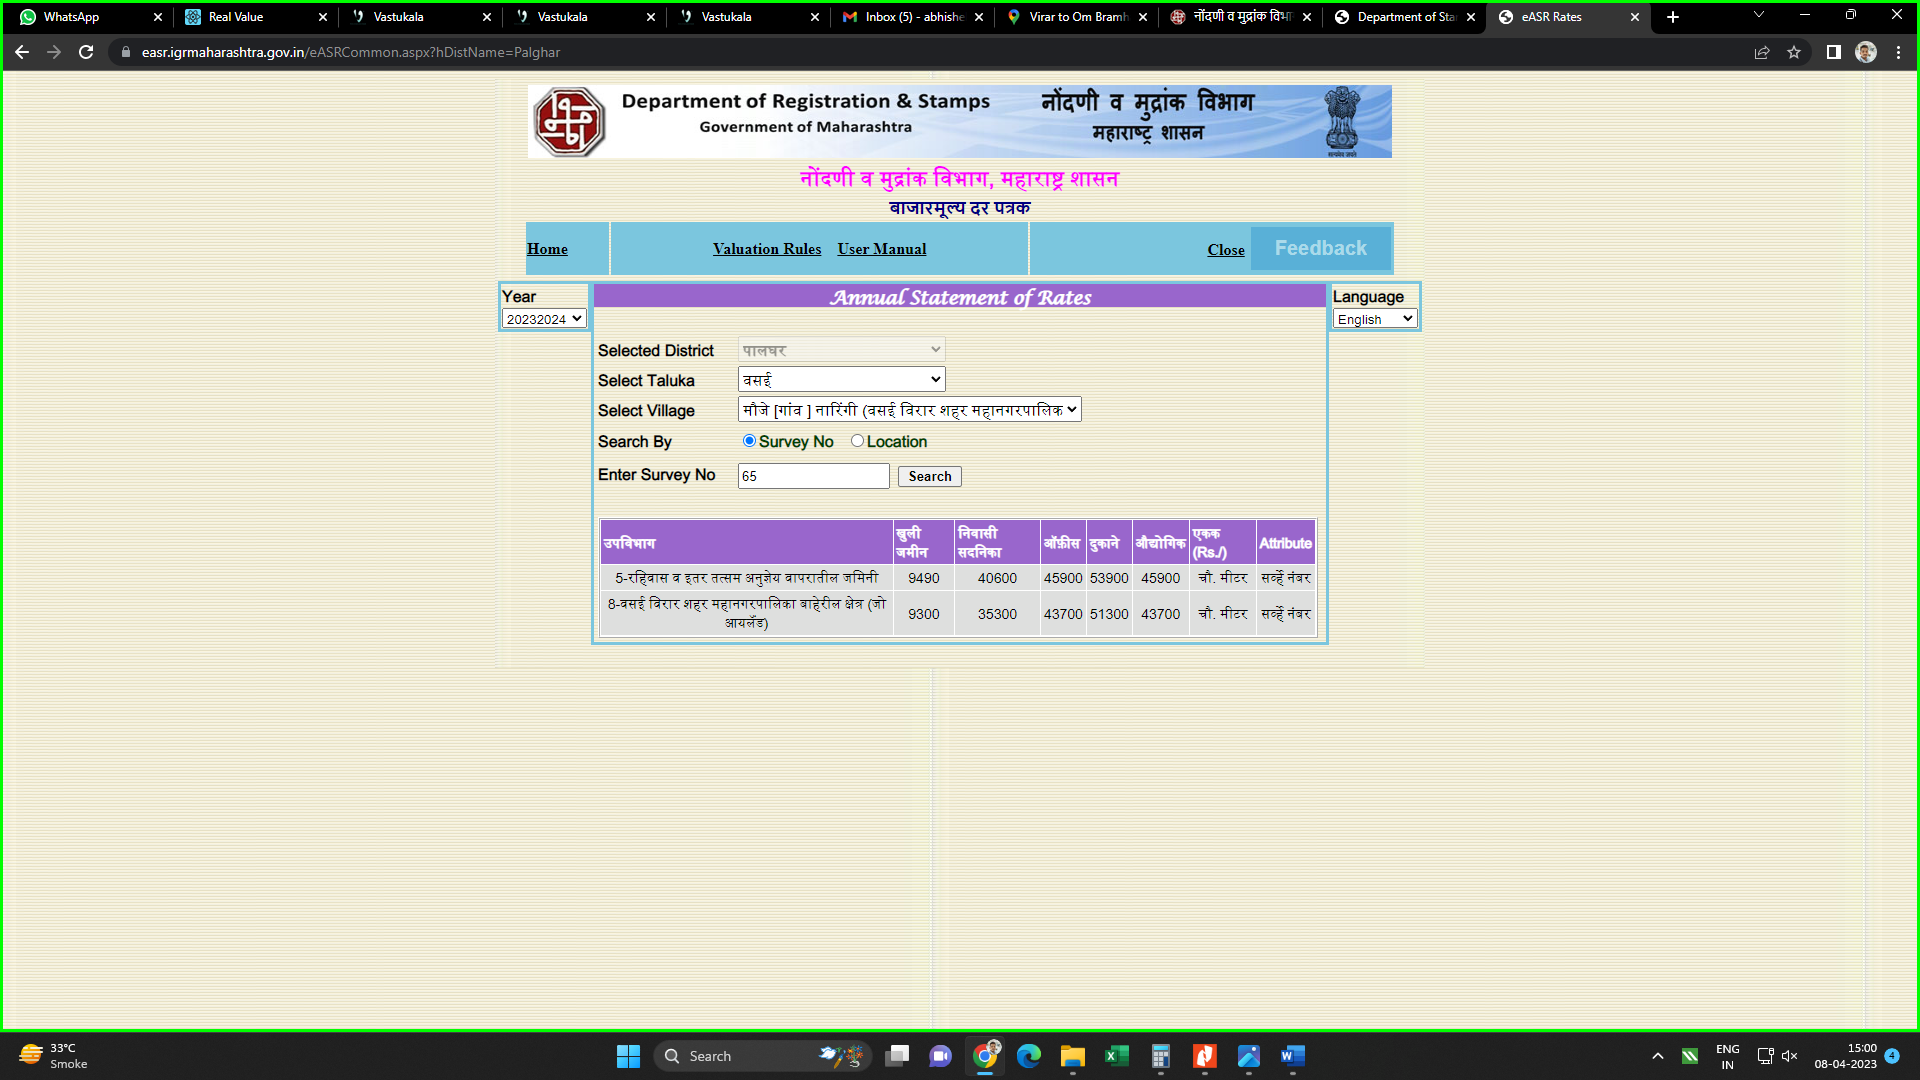 WhatsApp
Real Value
Vastukala
Vastukala
Vastukala
Inbox (5) - abhishe
Virar to Om Bramh
नोंदणी व मुद्रांक विभा
Department of Sta
eASR Rates
easr.igrmaharashtra.gov.in/eASRCommon.aspx?hDistName=Palghar
Department of Registration & Stamps
Government of Maharashtra
नोंदणी व मुद्रांक विभाग
महाराष्ट्र शासन
नोंदणी व मुद्रांक विभाग, महाराष्ट्र शासन
बाजारमूल्य दर पत्रक
Home Valuation Rules User Manual Close Feedback
Year
20232024
Annual Statement of Rates
Language
English
Selected District पालघर
Select Taluka वसई
Select Village मौजे [गांव ] नारिंगी (वसई विरार शहर महानगरपालिक
Search By Survey No Location
Enter Survey No 65 Search
उपविभाग खुली जमीन निवासी सदनिका ऑफ़ीस दुकाने औद्योगिक एकक (Rs./) Attribute
5-रहिवास व इतर तत्सम अनुज्ञेय वापरातील जमिनी 9490 40600 45900 53900 45900 चौ. मीटर सर्व्हे नंबर
8-वसई विरार शहर महानगरपालिका बाहेरील क्षेत्र (जो आयलॅंड) 9300 35300 43700 51300 43700 चौ. मीटर सर्व्हे नंबर
33°C
Smoke
Search
ENG
IN
15:00
08-04-2023
4